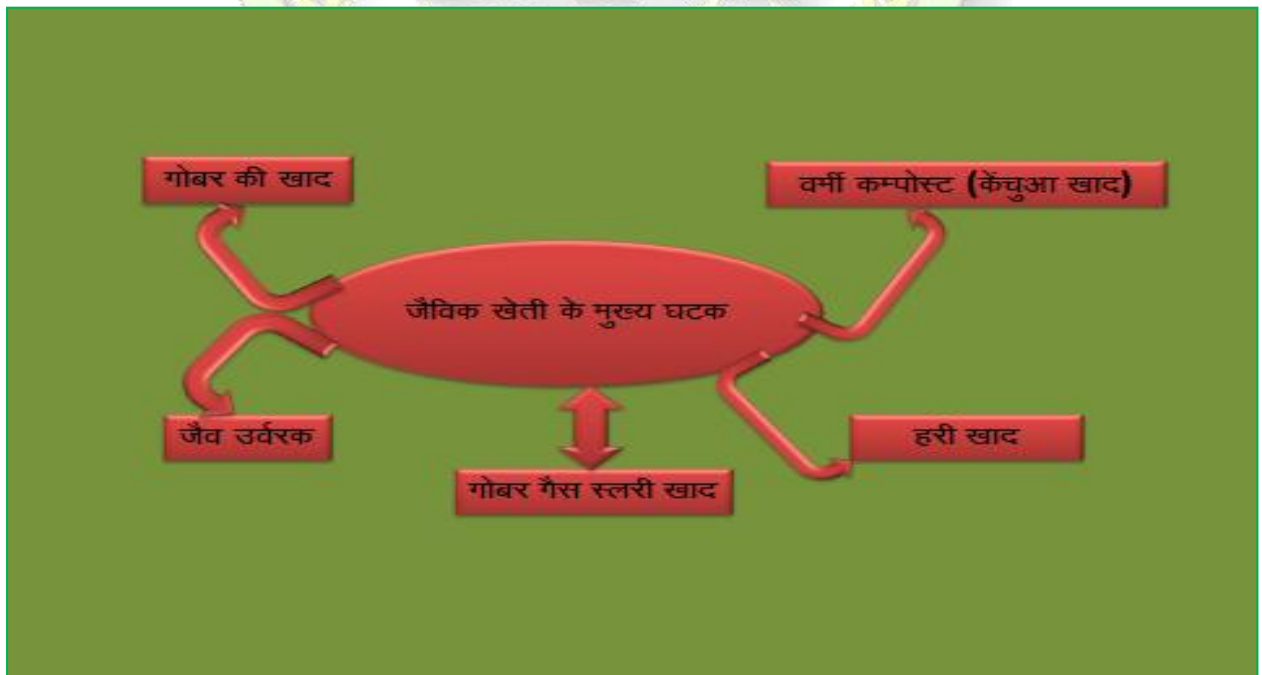 गोबर की खाद
वर्मी कम्पोस्ट (केंचुआ खाद)
जैविक खेती के मुख्य घटक
जैव उर्वरक
हरी खाद
गोबर गैस स्लरी खाद